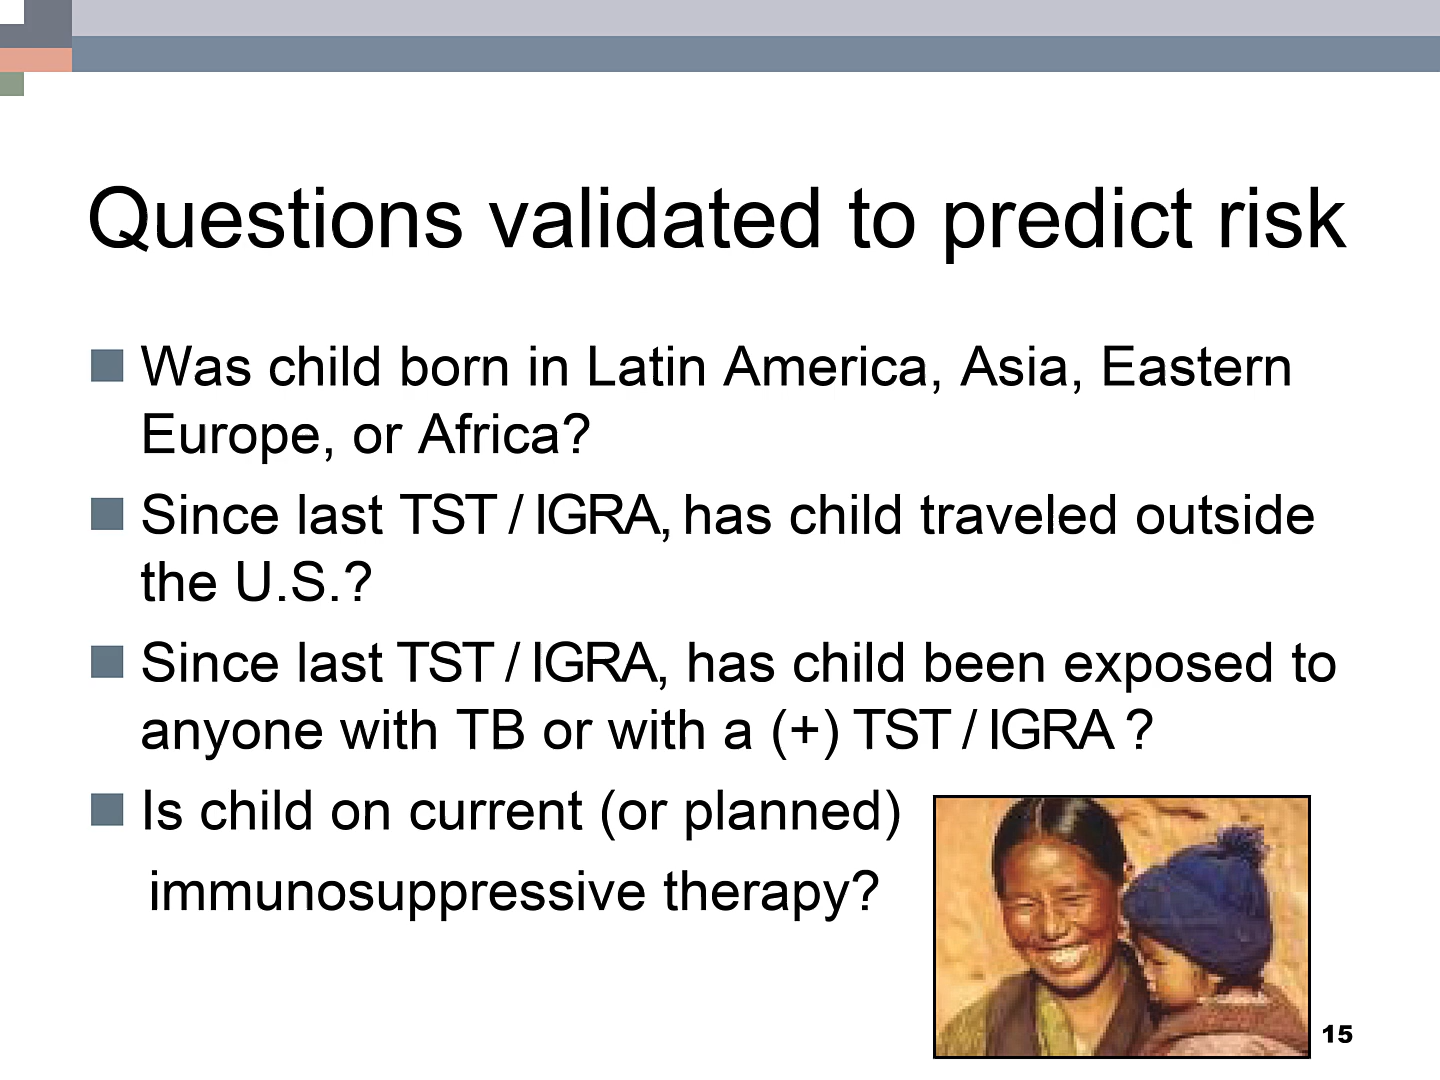 Questions validated to predict risk
Was child born in Latin America, Asia, Eastern
Europe, or Africa?
Since last TST / IGRA, has child traveled outside
the U.S.?
Since last TST / IGRA, has child been exposed to
anyone with TB or with a (+) TST / IGRA ?
Is child on current (or planned)
immunosuppressive therapy?
15